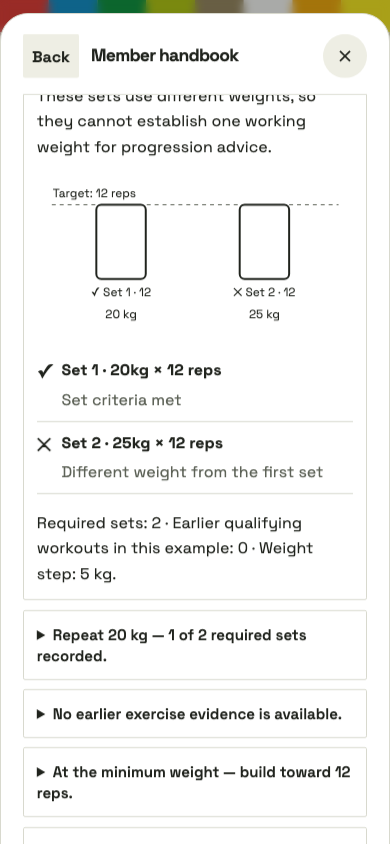 Back
Member handbook
These sets use different weights, so
they cannot establish one working
weight for progression advice.
Target: 12 reps
✓ Set 1 · 12
✕ Set 2 · 12
20 kg
25 kg
✓ Set 1 · 20kg × 12 reps
Set criteria met
✕ Set 2 · 25kg × 12 reps
Different weight from the first set
Required sets: 2 · Earlier qualifying
workouts in this example: 0 · Weight
step: 5 kg.
▶ Repeat 20 kg — 1 of 2 required sets
recorded.
▶ No earlier exercise evidence is available.
▶ At the minimum weight — build toward 12
reps.